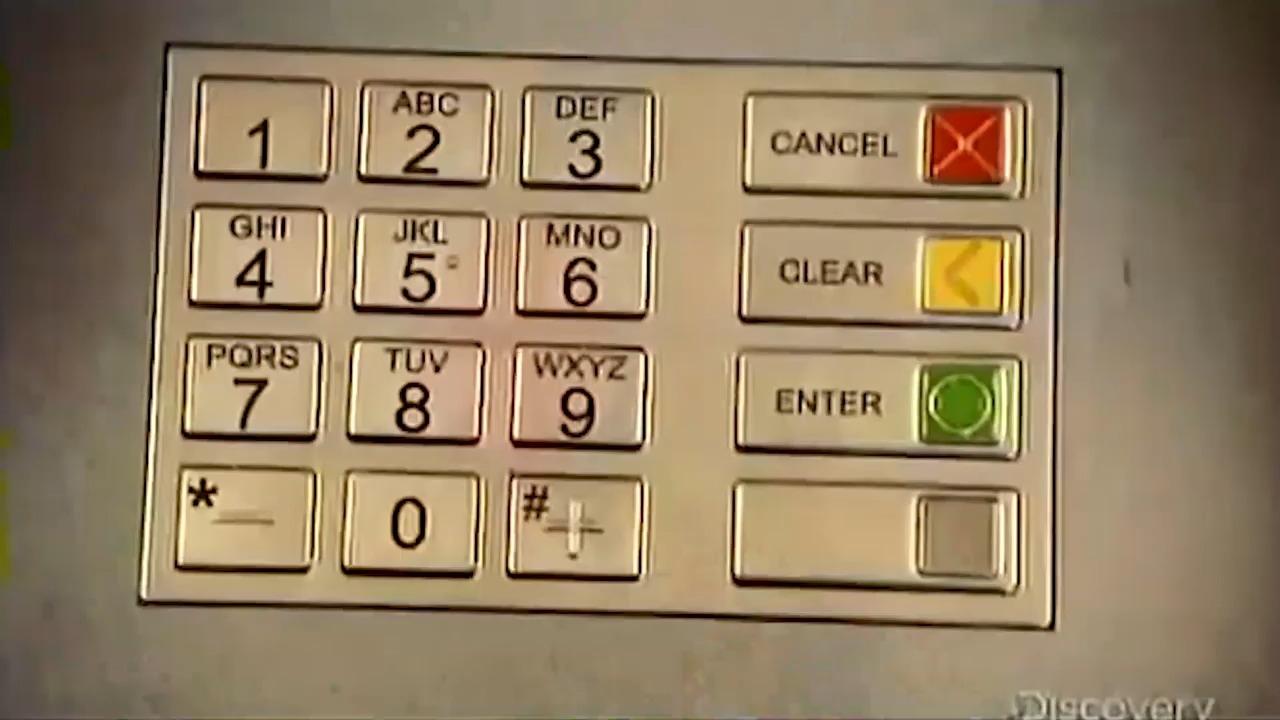 1 ABC 2 DEF 3 CANCEL
GHI 4 JKL 5 MNO 6 CLEAR
PQRS 7 TUV 8 WXYZ 9 ENTER
* − 0 # +
Discovery